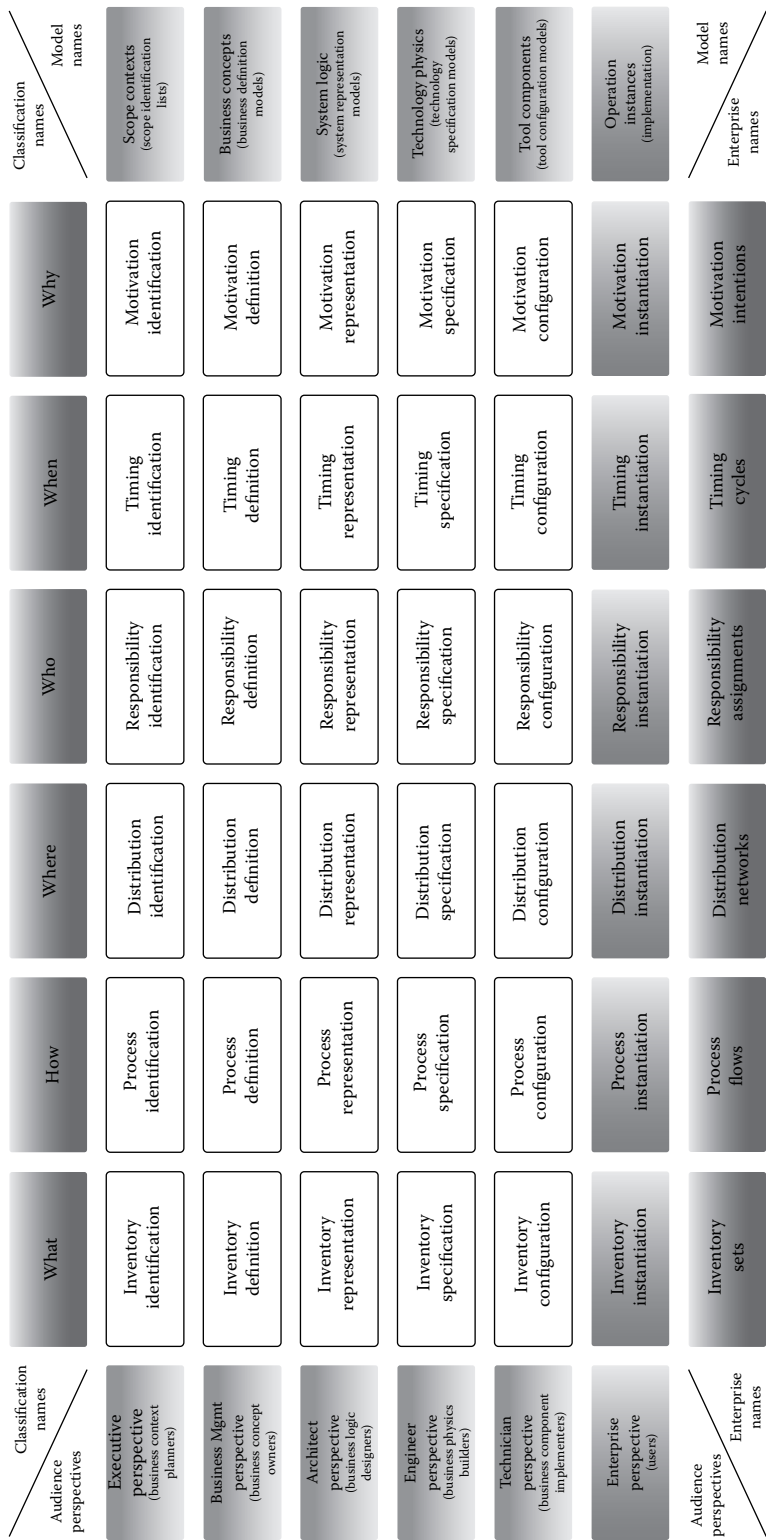 Classification
names
Audience
perspectives
What
How
Where
Who
When
Why
Classification
names
Model
names
Executive
perspective
(business context
planners)
Inventory
identification
Process
identification
Distribution
identification
Responsibility
identification
Timing
identification
Motivation
identification
Scope contexts
(scope identification
lists)
Business Mgmt
perspective
(business concept
owners)
Inventory
definition
Process
definition
Distribution
definition
Responsibility
definition
Timing
definition
Motivation
definition
Business concepts
(business definition
models)
Architect
perspective
(business logic
designers)
Inventory
representation
Process
representation
Distribution
representation
Responsibility
representation
Timing
representation
Motivation
representation
System logic
(system representation
models)
Engineer
perspective
(business physics
builders)
Inventory
specification
Process
specification
Distribution
specification
Responsibility
specification
Timing
specification
Motivation
specification
Technology physics
(technology
specification models)
Technician
perspective
(business component
implementers)
Inventory
configuration
Process
configuration
Distribution
configuration
Responsibility
configuration
Timing
configuration
Motivation
configuration
Tool components
(tool configuration models)
Enterprise
perspective
(users)
Inventory
instantiation
Process
instantiation
Distribution
instantiation
Responsibility
instantiation
Timing
instantiation
Motivation
instantiation
Operation
instances
(implementation)
Audience
perspectives
Enterprise
names
Inventory
sets
Process
flows
Distribution
networks
Responsibility
assignments
Timing
cycles
Motivation
intentions
Model
names
Enterprise
names